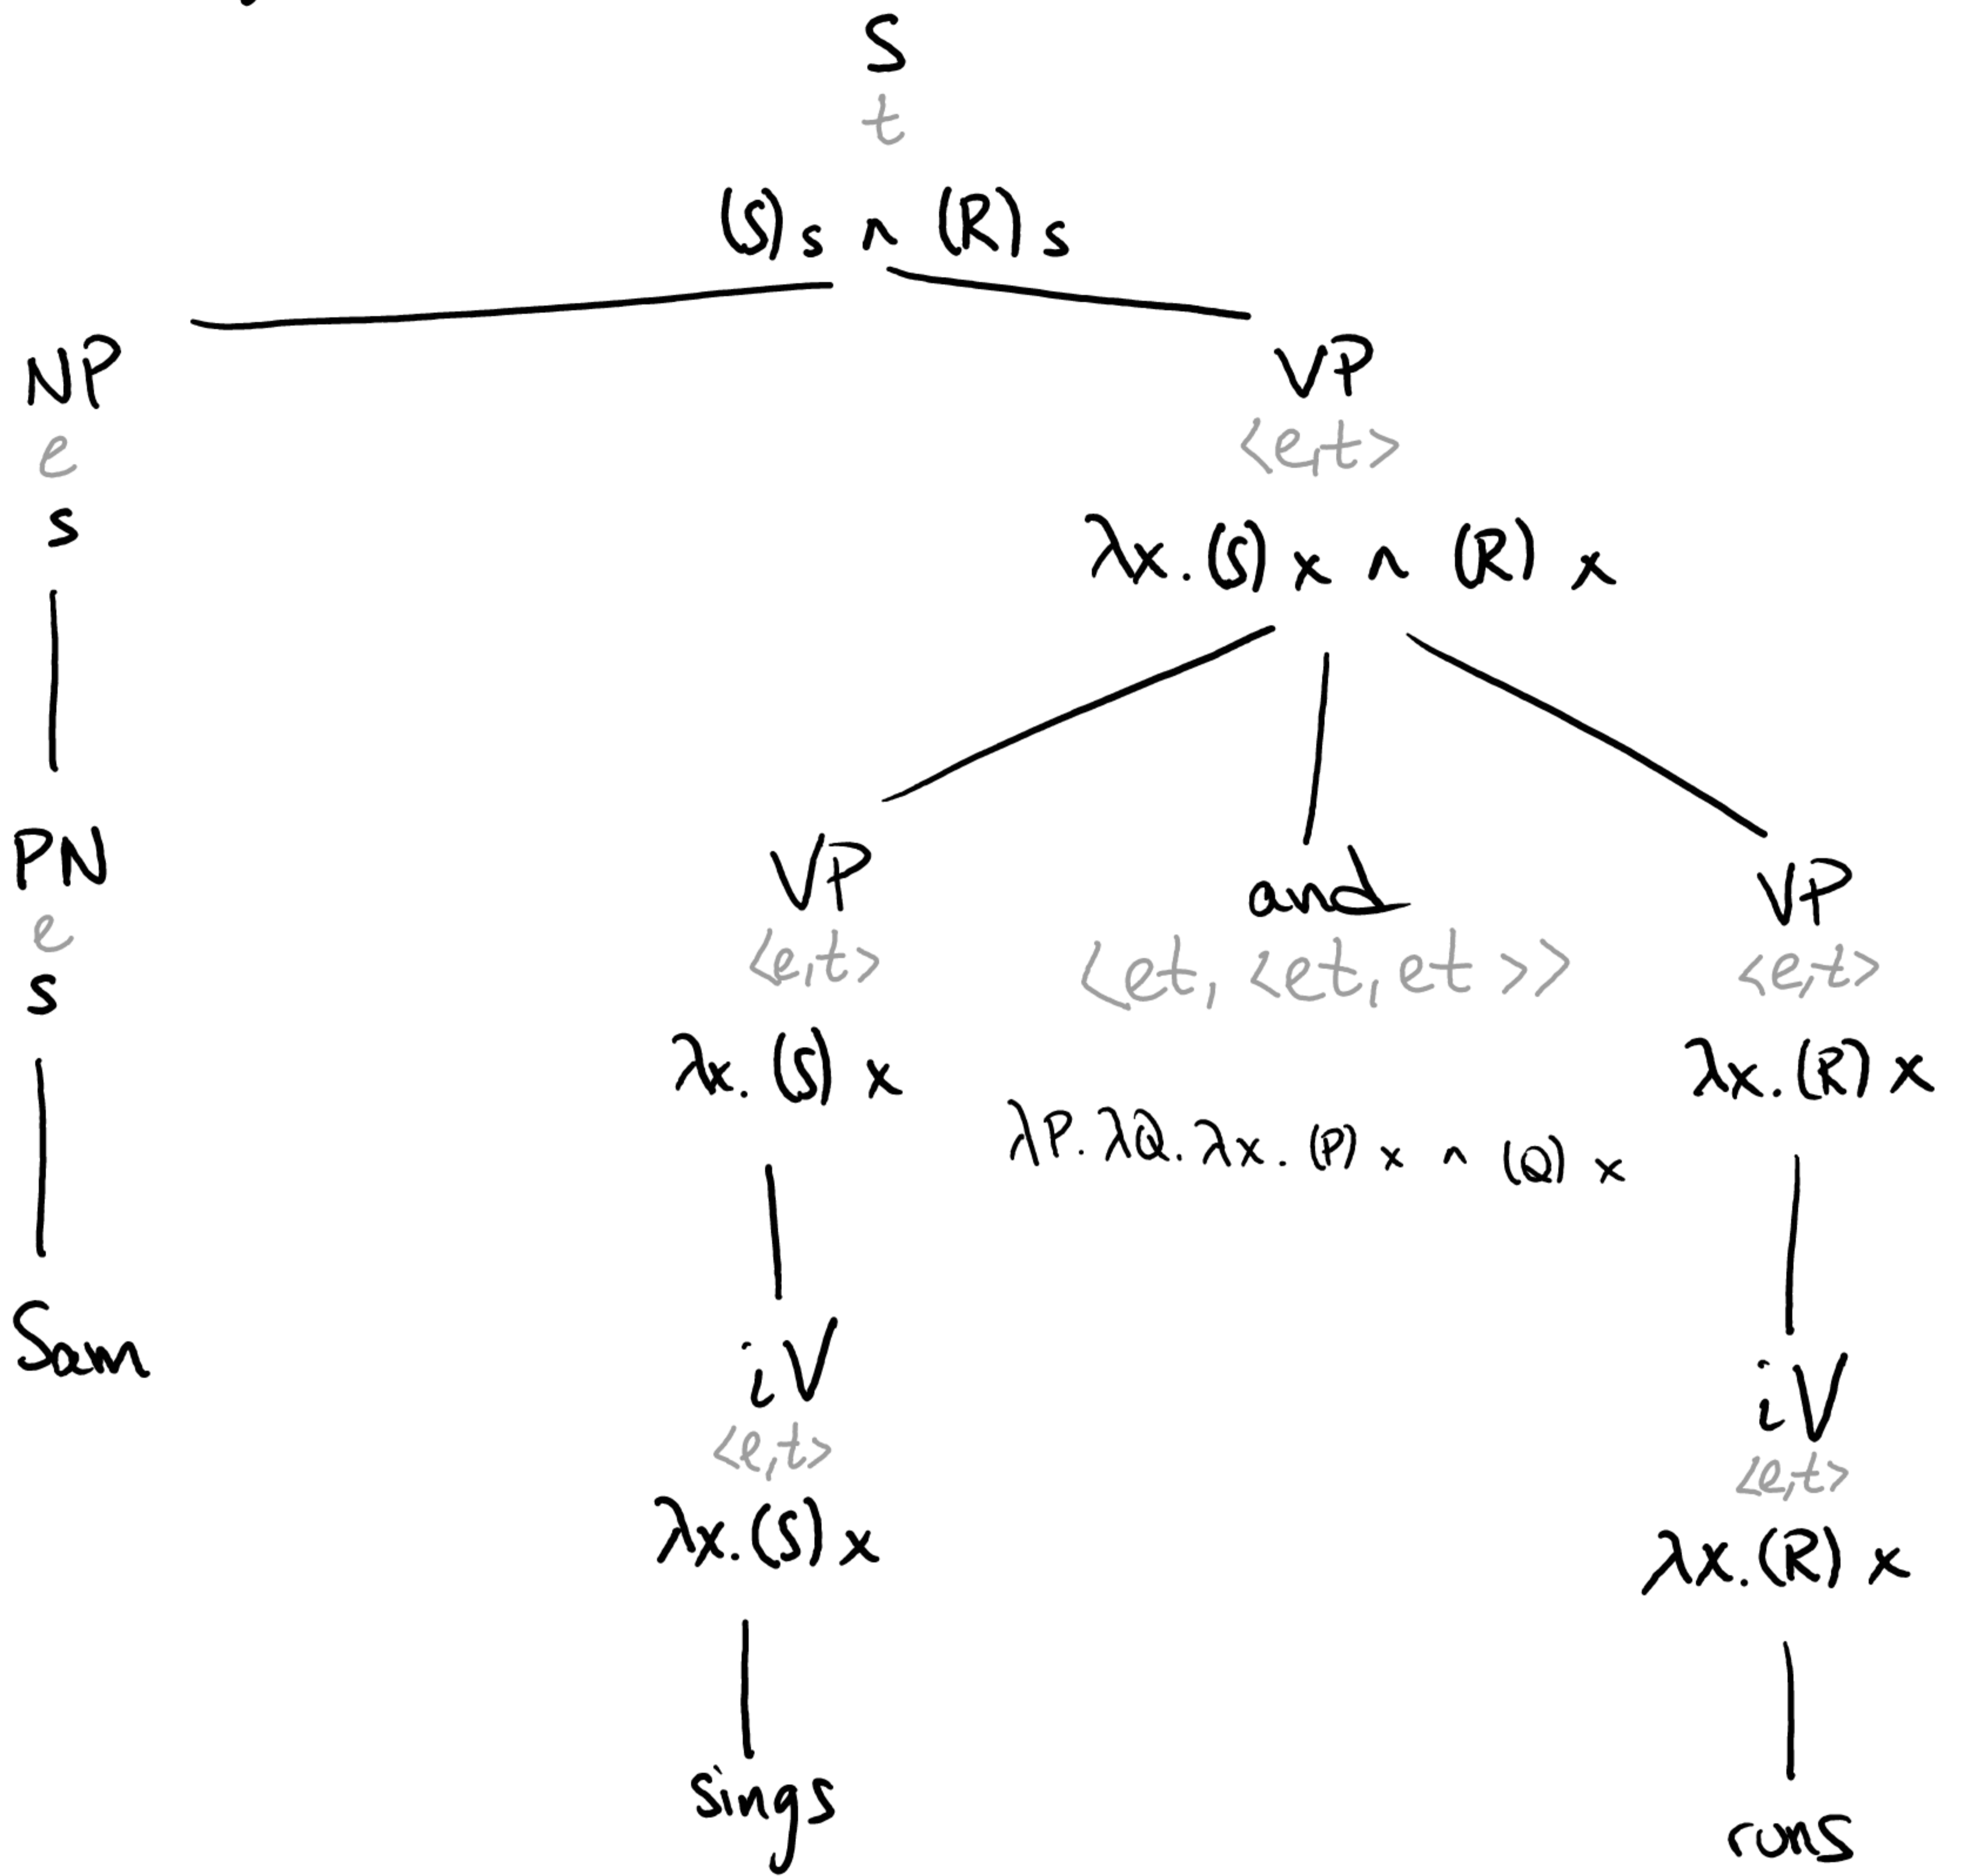 S
t
(S)s ∧ (R)s
NP
VP
e
<e,t>
s
λx.(S)x ∧ (R)x
PN
VP
and
VP
e
<e,t>
<et, <et,et>>
<e,t>
s
λx.(S)x
λx.(R)x
λP.λQ.λx.(P)x ∧ (Q)x
Sam
iV
iV
<e,t>
<e,t>
λx.(S)x
λx.(R)x
sings
runs